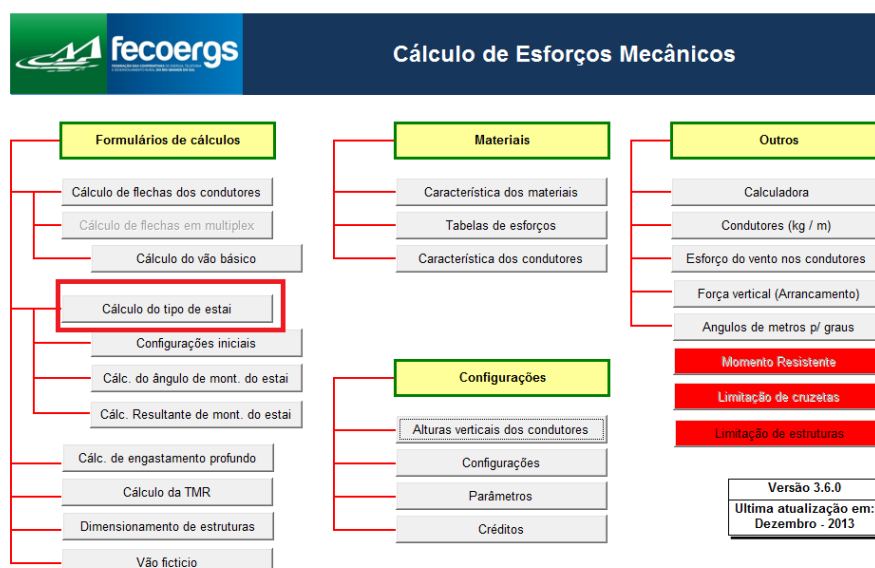 fecoergs
Cálculo de Esforços Mecânicos
Formulários de cálculos
Cálculo de flechas dos condutores
Cálculo de flechas em multiplex
Cálculo do vão básico
Cálculo do tipo de estai
Configurações iniciais
Cálc. do ângulo de mont. do estai
Cálc. Resultante de mont. do estai
Cálc. de engastamento profundo
Cálculo da TMR
Dimensionamento de estruturas
Vão ficticio
Materiais
Característica dos materiais
Tabelas de esforços
Característica dos condutores
Configurações
Alturas verticais dos condutores
Configurações
Parâmetros
Créditos
Outros
Calculadora
Condutores (kg / m)
Esforço do vento nos condutores
Força vertical (Arrancamento)
Angulos de metros p/ graus
Momento Resistente
Limitação de cruzetas
Limitação de estruturas
Versão 3.6.0
Ultima atualização em:
Dezembro - 2013